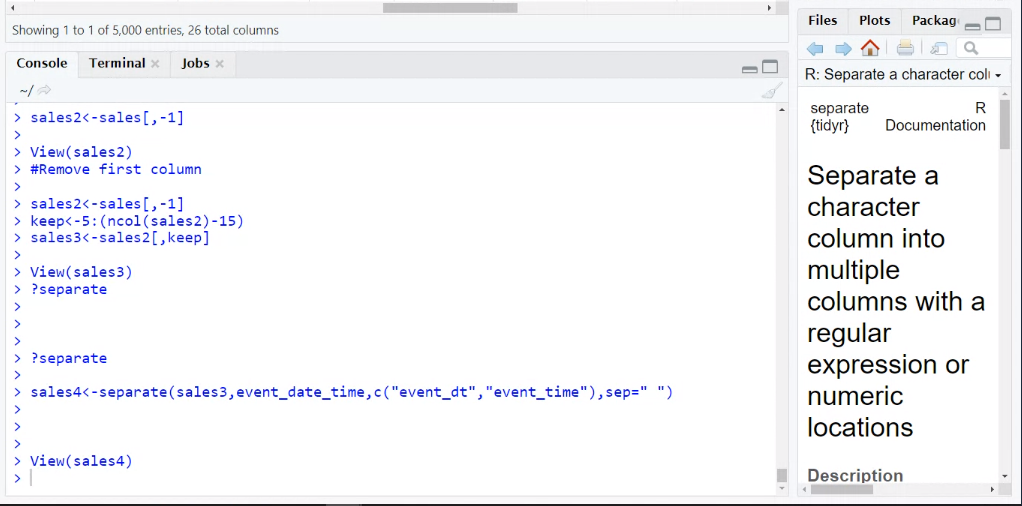 Showing 1 to 1 of 5,000 entries, 26 total columns
Console Terminal Jobs
~/
> sales2<-sales[,-1]
>
> View(sales2)
> #Remove first column
>
> sales2<-sales[,-1]
> keep<-5:(ncol(sales2)-15)
> sales3<-sales2[,keep]
>
> View(sales3)
> ?separate
>
>
>
> ?separate
>
> sales4<-separate(sales3,event_date_time,c("event_dt","event_time"),sep=" ")
>
>
>
> View(sales4)
>
Files Plots Packag
R: Separate a character col
separate R
{tidyr} Documentation
Separate a
character
column into
multiple
columns with a
regular
expression or
numeric
locations
Description